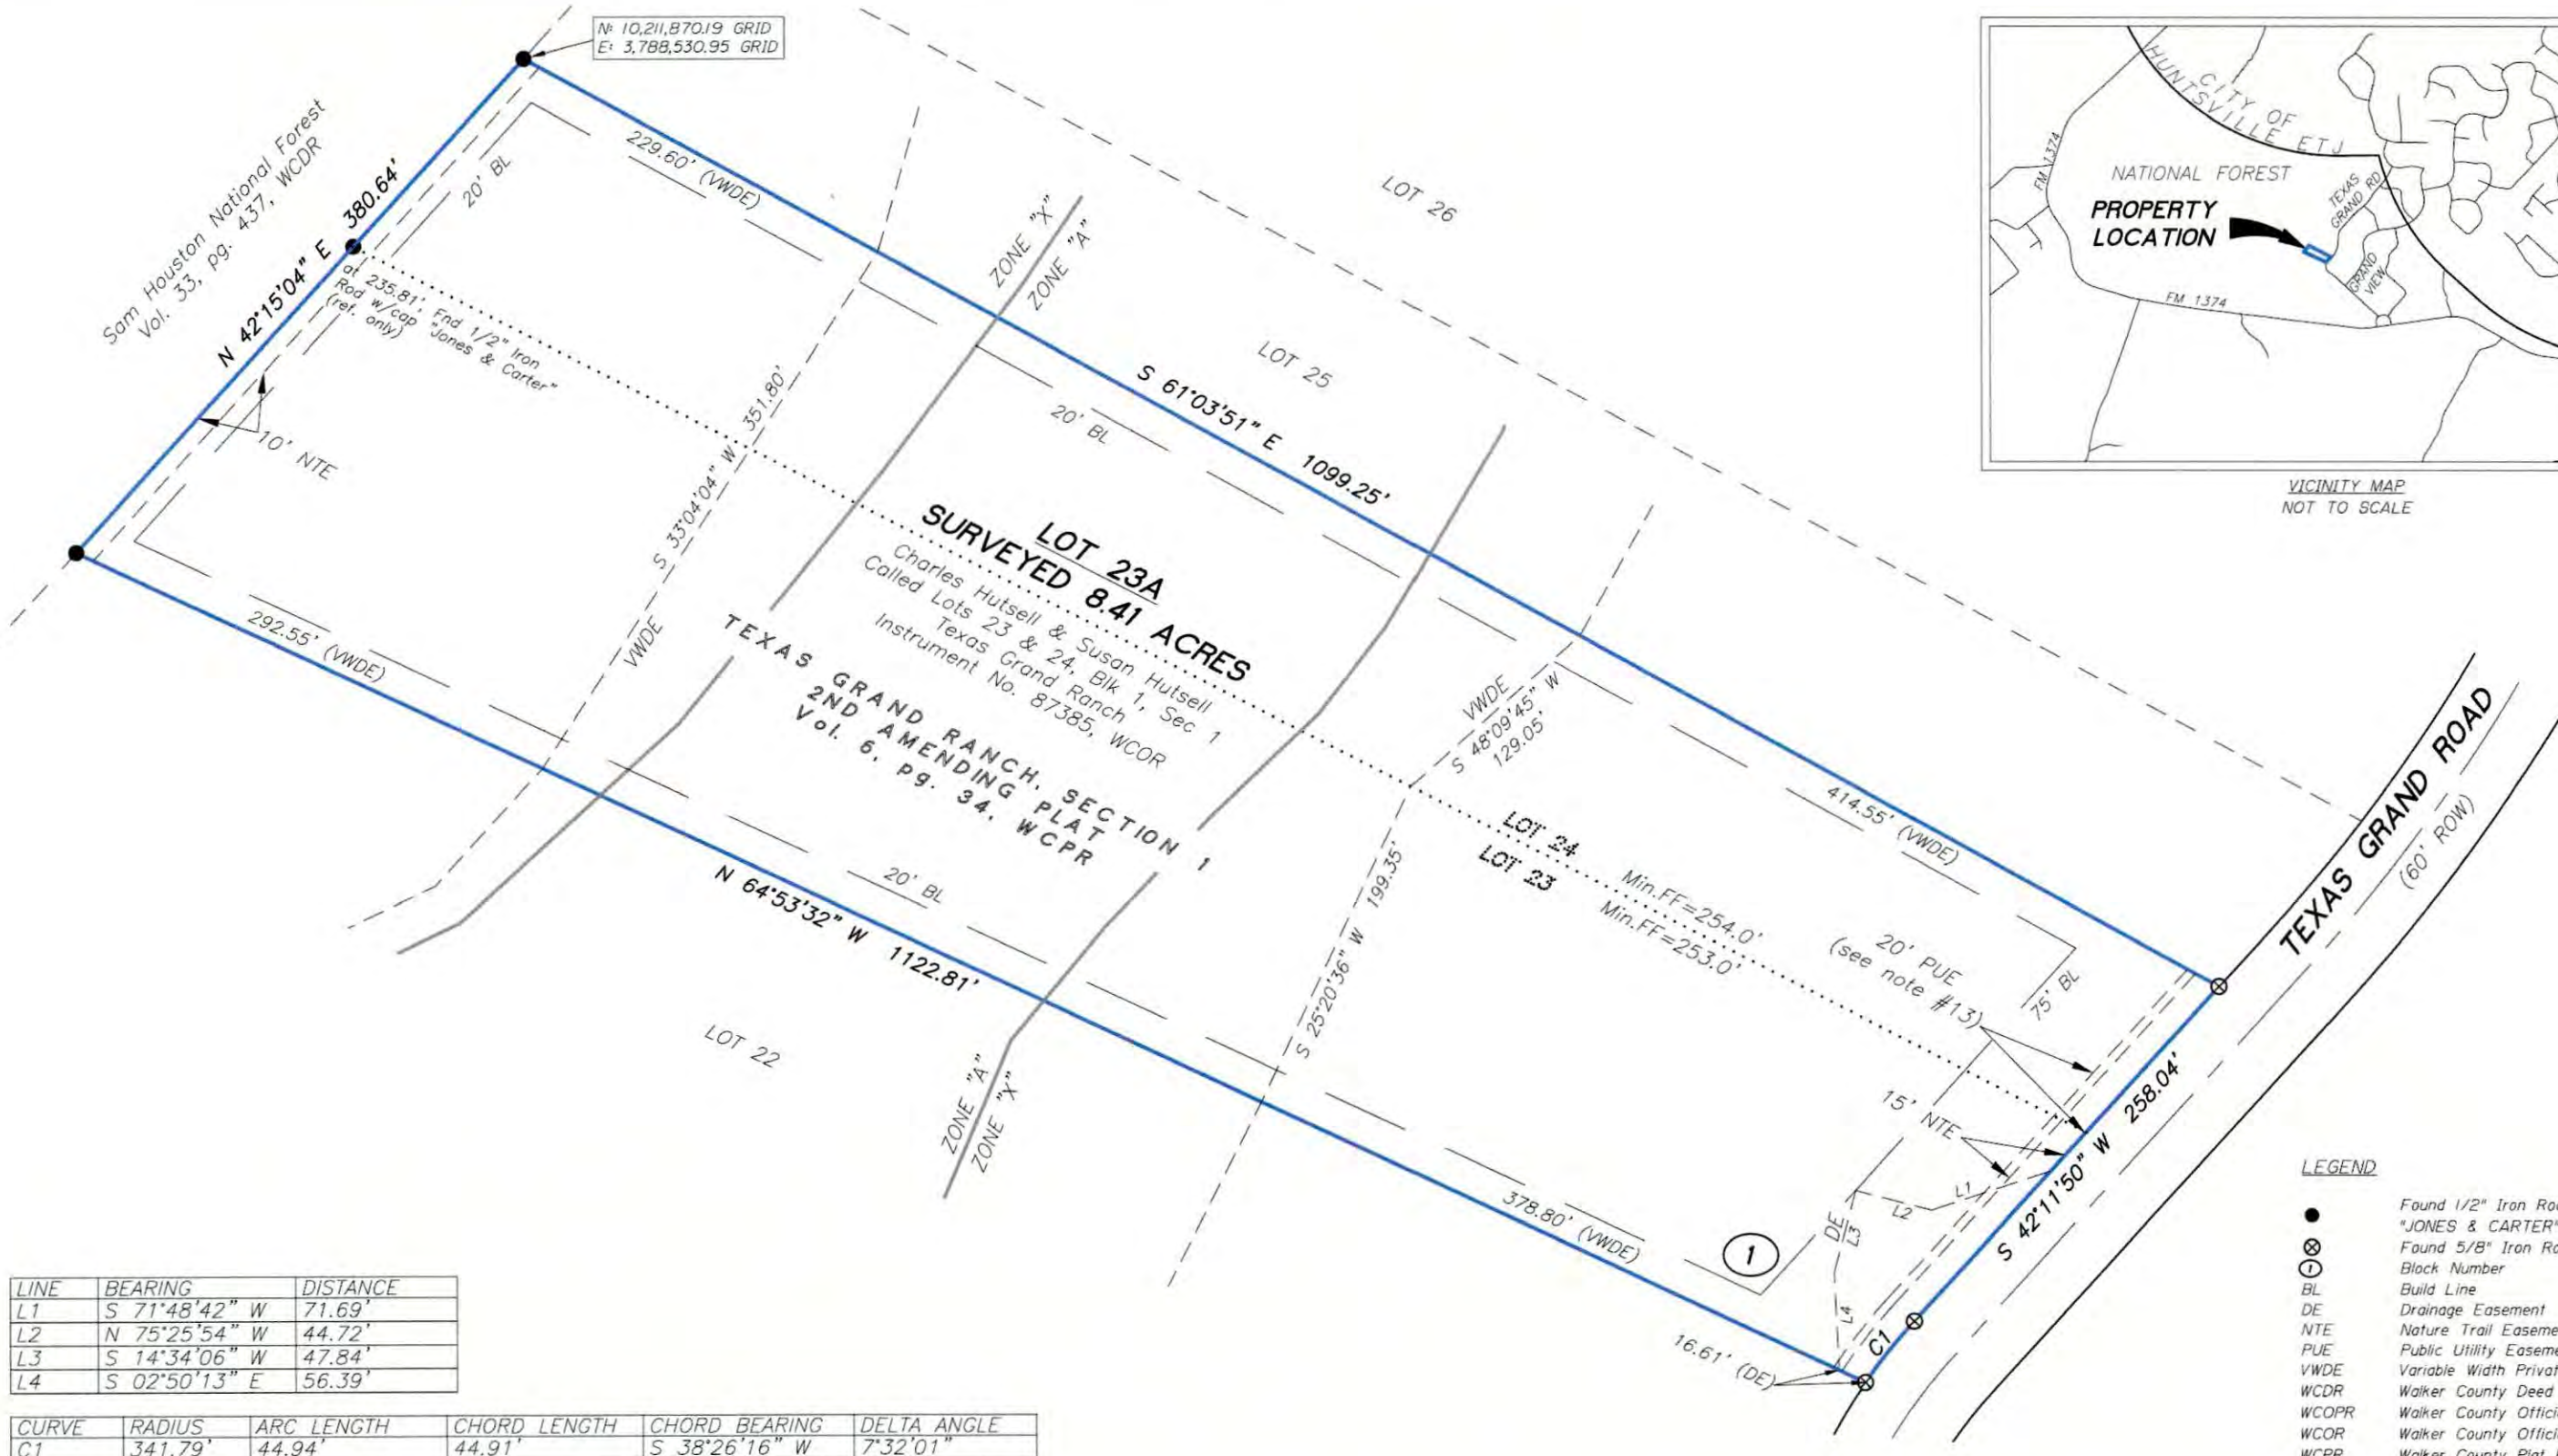 N: 10,211,870.19 GRID
E: 3,788,530.95 GRID
Sam Houston National Forest
Vol. 33, pg. 437, WCDR
N 42°15'04" E 380.64'
20' BL
at 235.81', Fnd 1/2" Iron
Rod w/cap "Jones & Carter"
(ref. only)
10' NTE
229.60' (VWDE)
292.55' (VWDE)
S 33°04'04" W 351.80'
VWDE
ZONE "X"
ZONE "A"
LOT 26
LOT 25
S 61°03'51" E 1099.25'
20' BL
LOT 23A
SURVEYED 8.41 ACRES
Charles Hutsell & Susan Hutsell
Called Lots 23 & 24, Blk 1, Sec 1
Texas Grand Ranch
Instrument No. 87385, WCOR
TEXAS GRAND RANCH, SECTION 1
2ND AMENDING PLAT
Vol. 6, pg. 34, WCPR
20' BL
N 64°53'32" W 1122.81'
LOT 22
ZONE "A"
ZONE "X"
VWDE
S 48°09'45" W
129.05'
S 25°20'36" W 199.35'
LOT 24
LOT 23
Min.FF=254.0'
Min.FF=253.0'
414.55' (VWDE)
20' PUE
(see note #13)
75' BL
15' NTE
378.80' (VWDE)
1
L1
L2
DE
L3
L4
16.61' (DE)
C1
S 42°11'50" W 258.04'
TEXAS GRAND ROAD
(60' ROW)
CITY OF
HUNTSVILLE ETJ
FM 1374
NATIONAL FOREST
TEXAS
GRAND RD
PROPERTY
LOCATION
GRAND
VIEW
FM 1374
VICINITY MAP
NOT TO SCALE
LEGEND
Found 1/2" Iron Ro
"JONES & CARTER"
Found 5/8" Iron Ro
1 Block Number
BL Build Line
DE Drainage Easement
NTE Nature Trail Easeme
PUE Public Utility Easeme
VWDE Variable Width Privat
WCDR Walker County Deed
WCOPR Walker County Offici
WCOR Walker County Offici
WCPR Walker County Plat
LINE BEARING DISTANCE
L1 S 71°48'42" W 71.69'
L2 N 75°25'54" W 44.72'
L3 S 14°34'06" W 47.84'
L4 S 02°50'13" E 56.39'
CURVE RADIUS ARC LENGTH CHORD LENGTH CHORD BEARING DELTA ANGLE
C1 341.79' 44.94' 44.91' S 38°26'16" W 7°32'01"